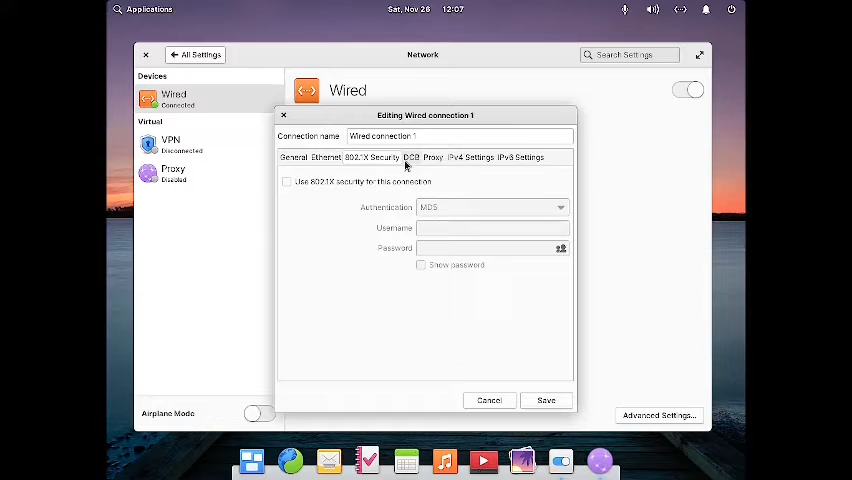 Applications
Sat, Nov 26 12:07
All Settings
Network
Search Settings
Devices
Wired
Connected
Virtual
VPN
Disconnected
Proxy
Disabled
Airplane Mode
Wired
Editing Wired connection 1
Connection name Wired connection 1
General Ethernet 802.1X Security DCB Proxy IPv4 Settings IPv6 Settings
Use 802.1X security for this connection
Authentication MD5
Username
Password
Show password
Cancel Save
Advanced Settings...